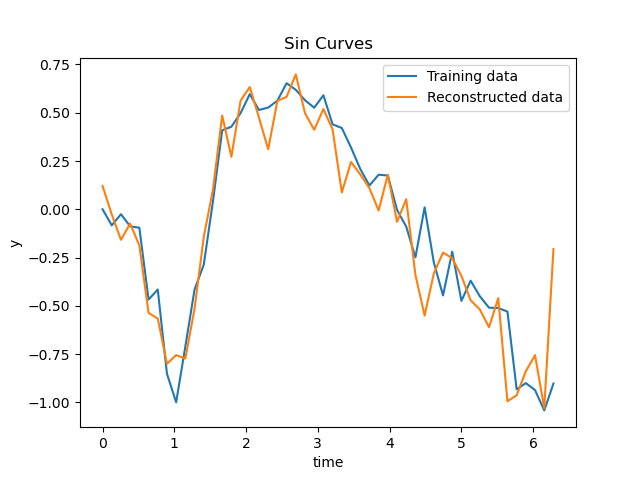 Sin Curves
Training data
Reconstructed data
0.75
0.50
0.25
0.00
−0.25
−0.50
−0.75
−1.00
y
0 1 2 3 4 5 6
time